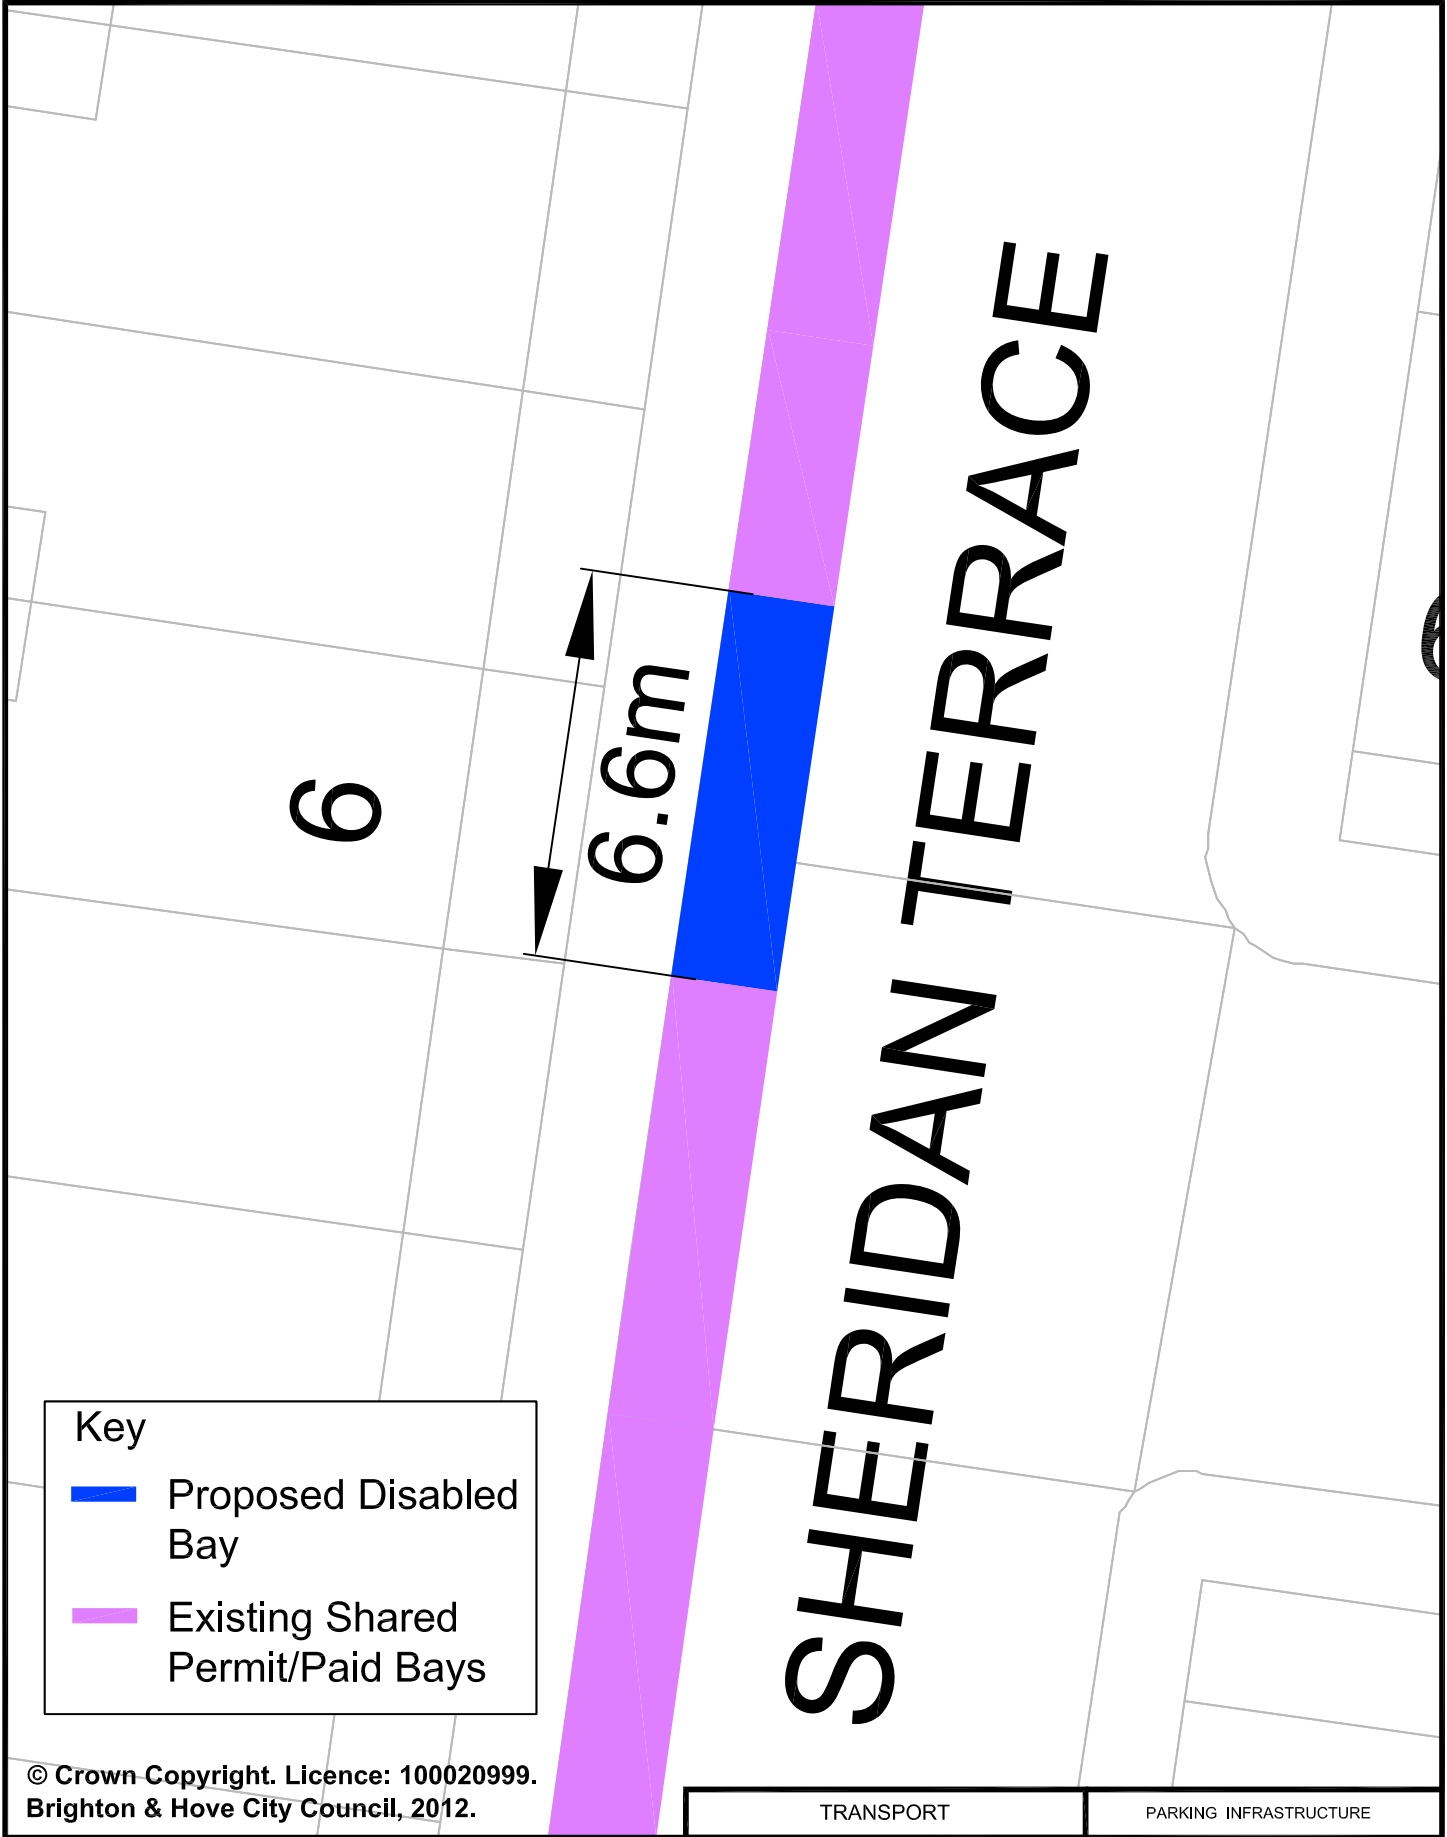 SHERIDAN TERRACE
6.6m
6
Key
Proposed Disabled
Bay
Existing Shared
Permit/Paid Bays
© Crown Copyright. Licence: 100020999.
Brighton & Hove City Council, 2012.
TRANSPORT
PARKING INFRASTRUCTURE